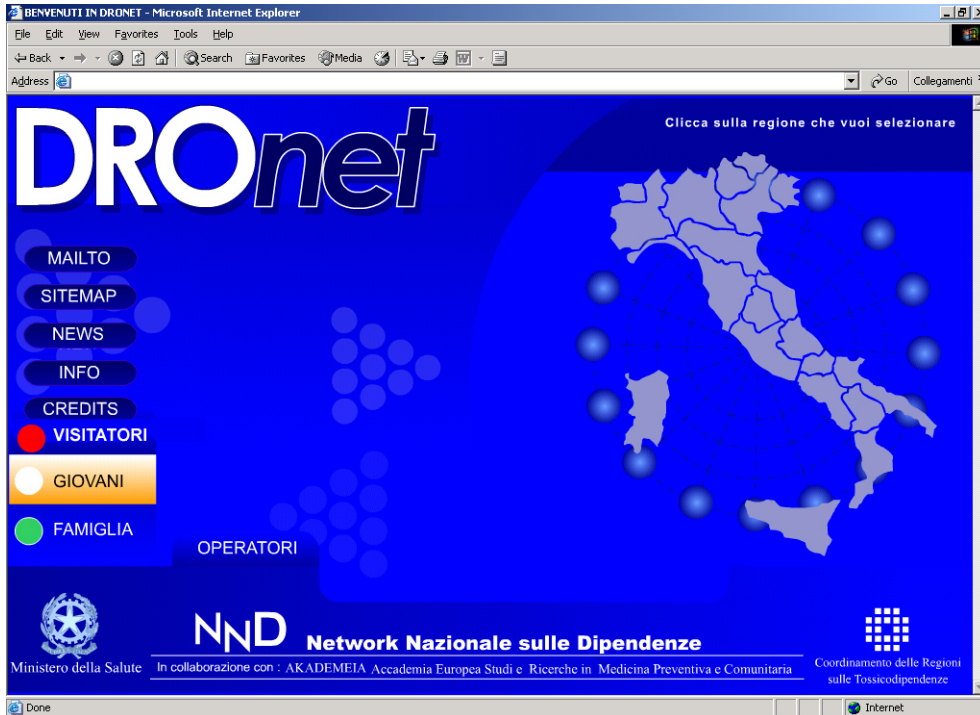 BENVENUTI IN DRONET - Microsoft Internet Explorer
File Edit View Favorites Tools Help
Back Search Favorites Media
Address Go Collegamenti
DROnet
Clicca sulla regione che vuoi selezionare
MAILTO
SITEMAP
NEWS
INFO
CREDITS
VISITATORI
GIOVANI
FAMIGLIA
OPERATORI
NND Network Nazionale sulle Dipendenze
Ministero della Salute
In collaborazione con : AKADEMEIA Accademia Europea Studi e Ricerche in Medicina Preventiva e Comunitaria
Coordinamento delle Regioni
sulle Tossicodipendenze
Done Internet